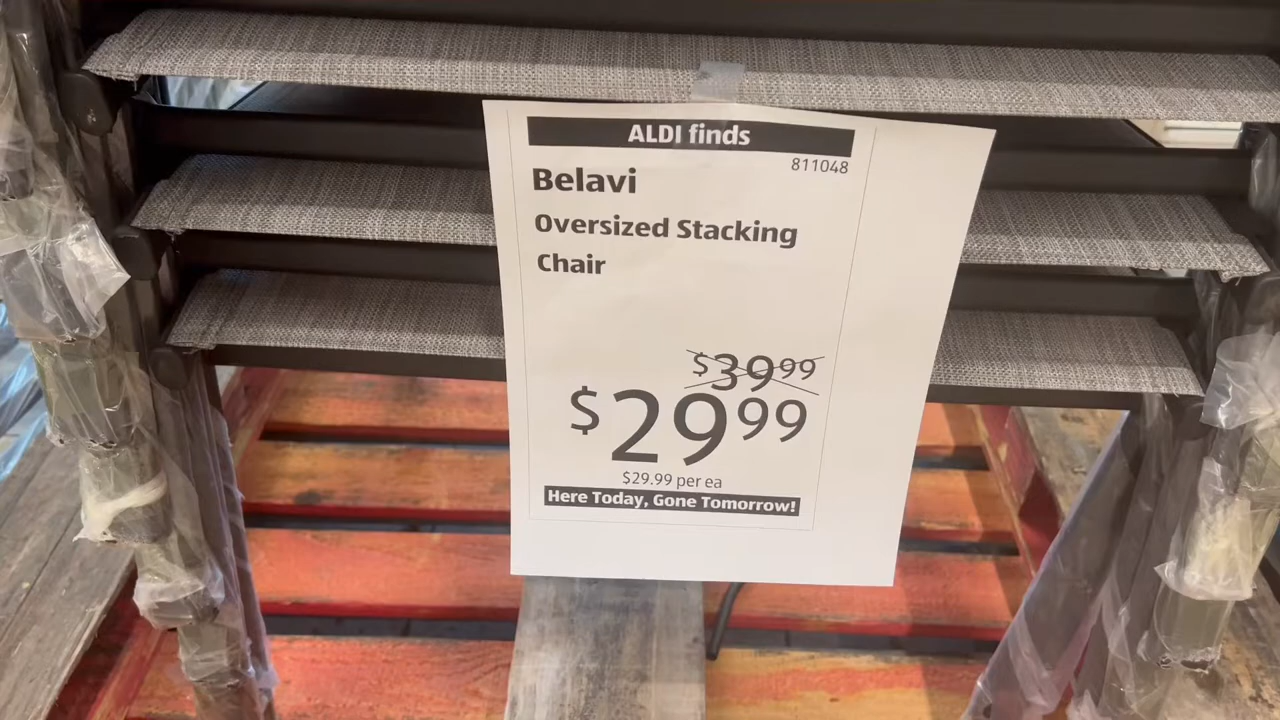 ALDI finds
811048
Belavi
Oversized Stacking
Chair
$39.99
$29.99
$29.99 per ea
Here Today, Gone Tomorrow!